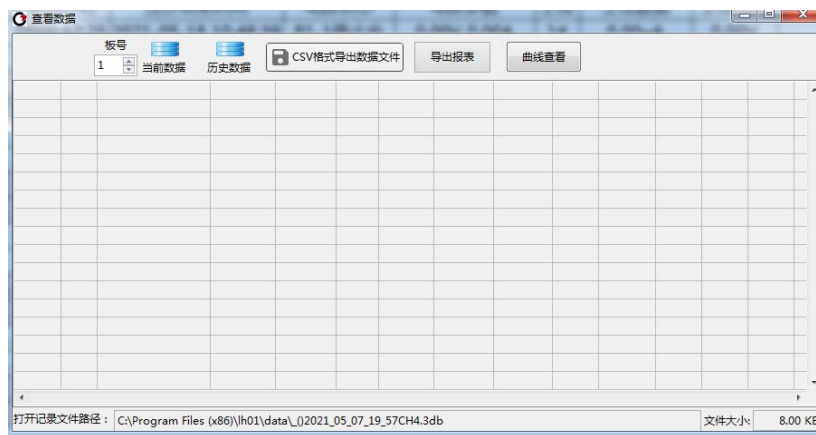 查看数据
板号
1
当前数据
历史数据
CSV格式导出数据文件
导出报表
曲线查看
打开记录文件路径：
C:\Program Files (x86)\lh01\data\_()2021_05_07_19_57CH4.3db
文件大小:
8.00 KB